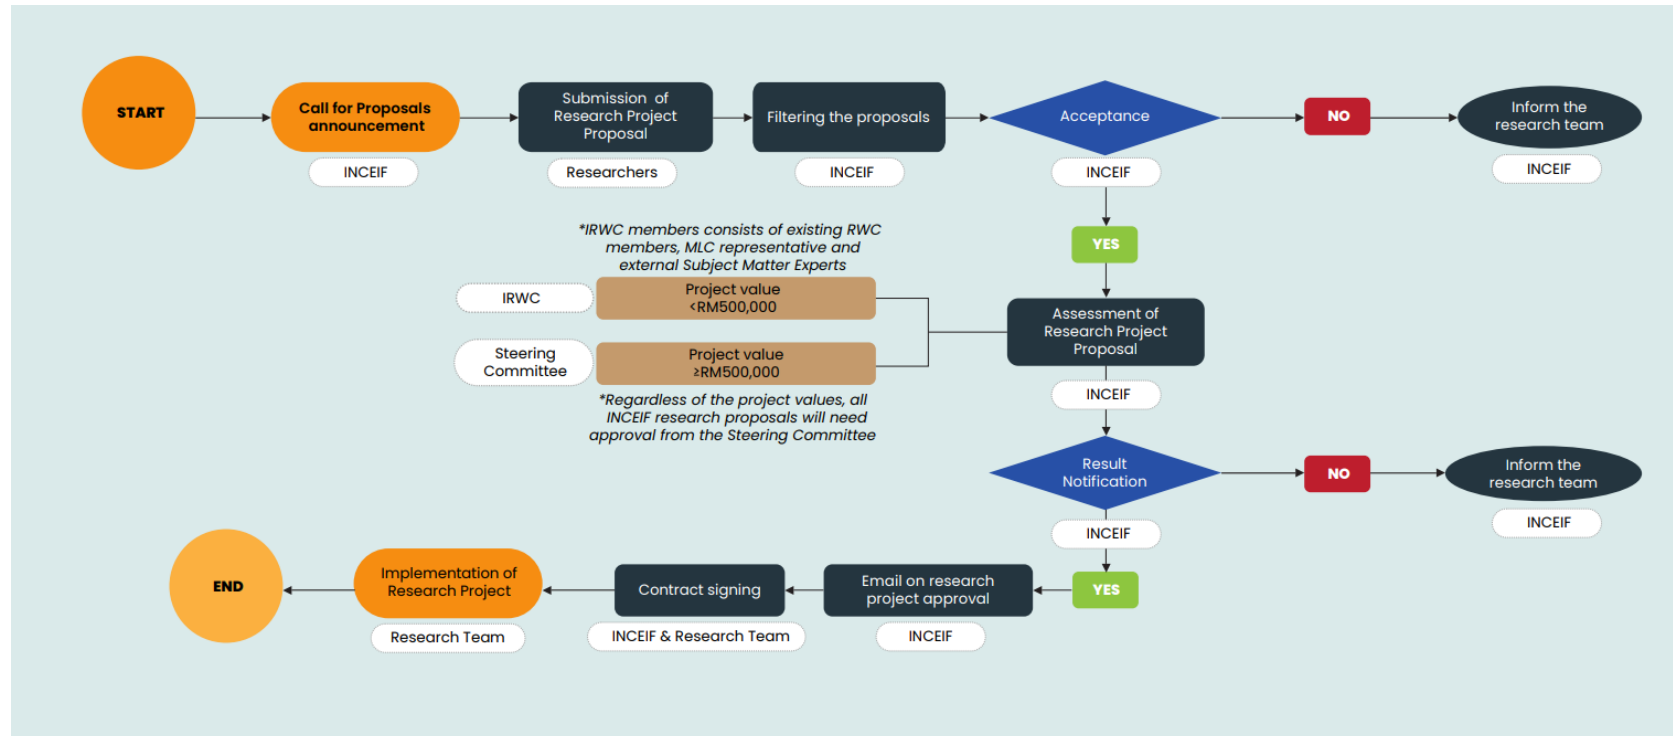 START
Call for Proposals
announcement
INCEIF
Submission of
Research Project
Proposal
Researchers
Filtering the proposals
INCEIF
Acceptance
INCEIF
NO
Inform the
research team
INCEIF
YES
*IRWC members consists of existing RWC
members, MLC representative and
external Subject Matter Experts
IRWC
Project value
<RM500,000
Steering
Committee
Project value
≥RM500,000
*Regardless of the project values, all
INCEIF research proposals will need
approval from the Steering Committee
Assessment of
Research Project
Proposal
INCEIF
Result
Notification
INCEIF
NO
Inform the
research team
INCEIF
YES
Email on research
project approval
INCEIF
Contract signing
INCEIF & Research Team
Implementation of
Research Project
Research Team
END